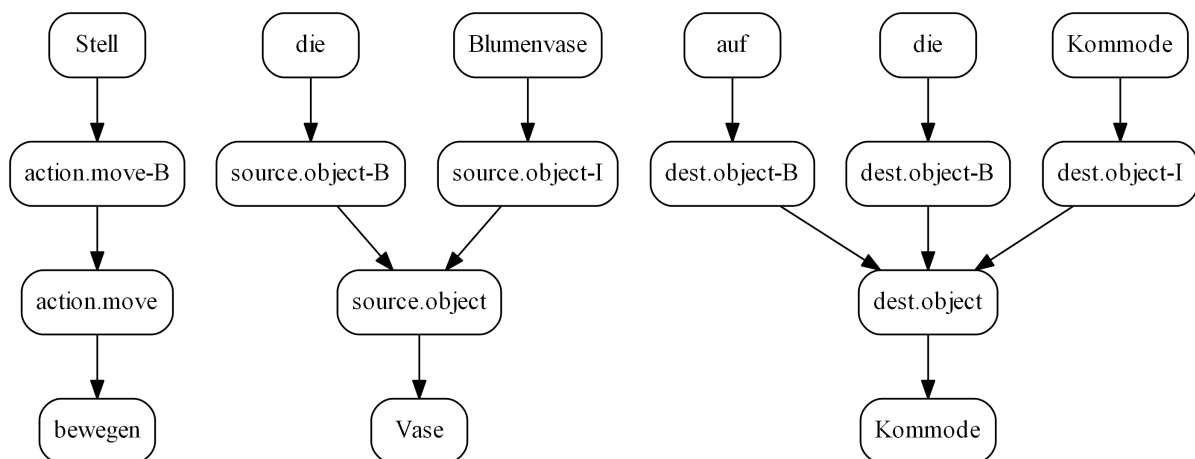 Stell die Blumenvase auf die Kommode
action.move-B source.object-B source.object-I dest.object-B dest.object-B dest.object-I
action.move source.object dest.object
bewegen Vase Kommode